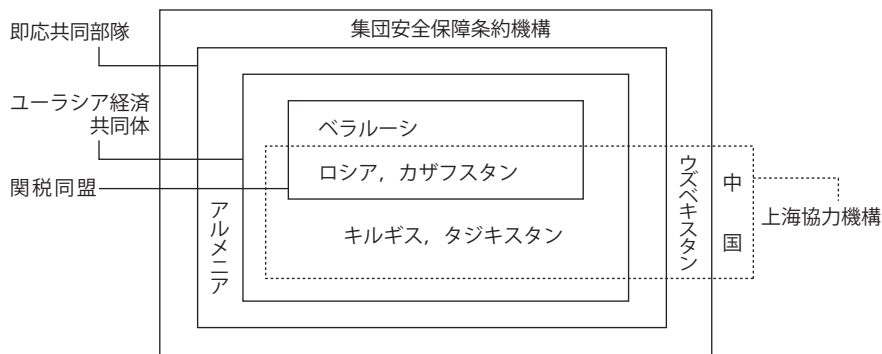 集団安全保障条約機構
即応共同部隊
ユーラシア経済
共同体
関税同盟
ベラルーシ
ロシア，カザフスタン
キルギス，タジキスタン
アルメニア
ウズベキスタン
中国
上海協力機構